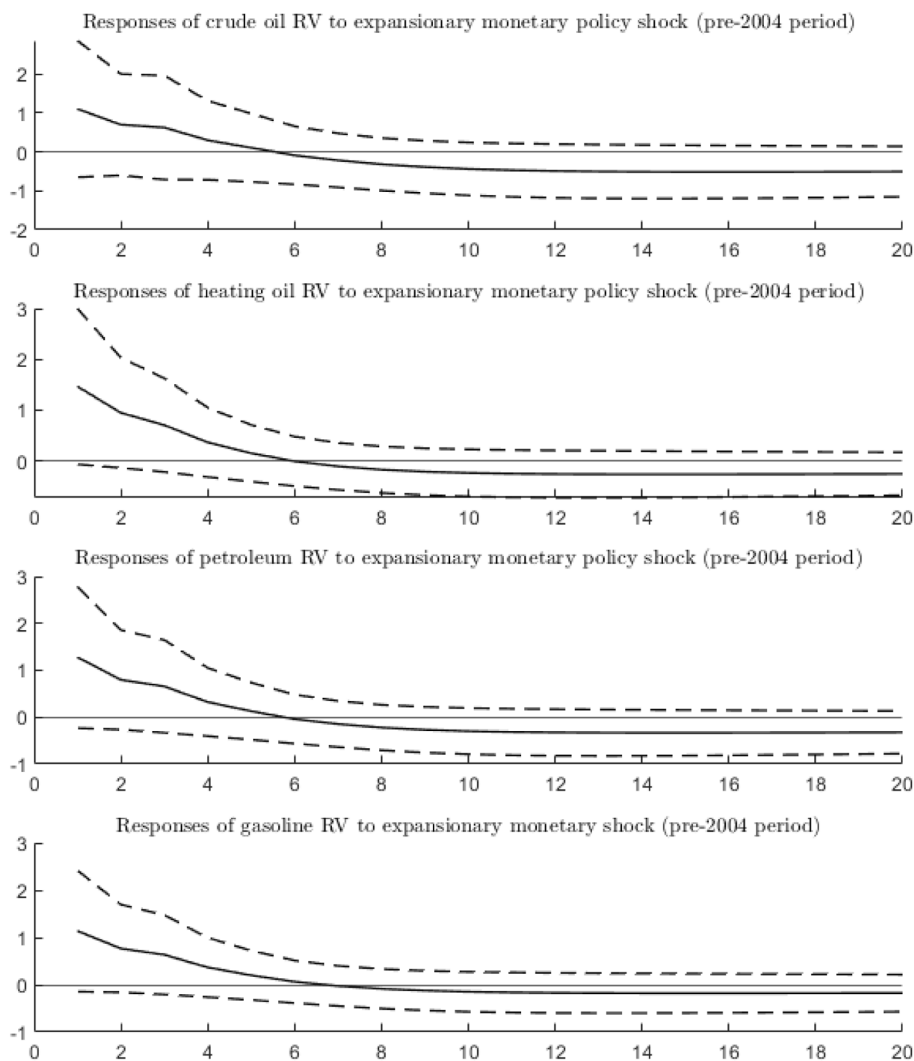 Responses of crude oil RV to expansionary monetary policy shock (pre-2004 period)
2
1
0
-1
-2
0 2 4 6 8 10 12 14 16 18 20
Responses of heating oil RV to expansionary monetary policy shock (pre-2004 period)
3
2
1
0
0 2 4 6 8 10 12 14 16 18 20
Responses of petroleum RV to expansionary monetary policy shock (pre-2004 period)
3
2
1
0
-1
0 2 4 6 8 10 12 14 16 18 20
Responses of gasoline RV to expansionary monetary shock (pre-2004 period)
3
2
1
0
-1
0 2 4 6 8 10 12 14 16 18 20